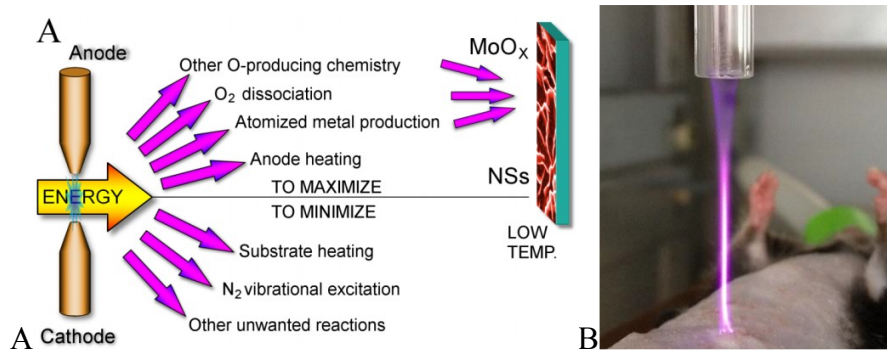 A
Anode
Other O-producing chemistry
O2 dissociation
Atomized metal production
Anode heating
ENERGY
TO MAXIMIZE
TO MINIMIZE
Substrate heating
N2 vibrational excitation
Other unwanted reactions
Cathode
A
MoOX
NSs
LOW
TEMP.
B